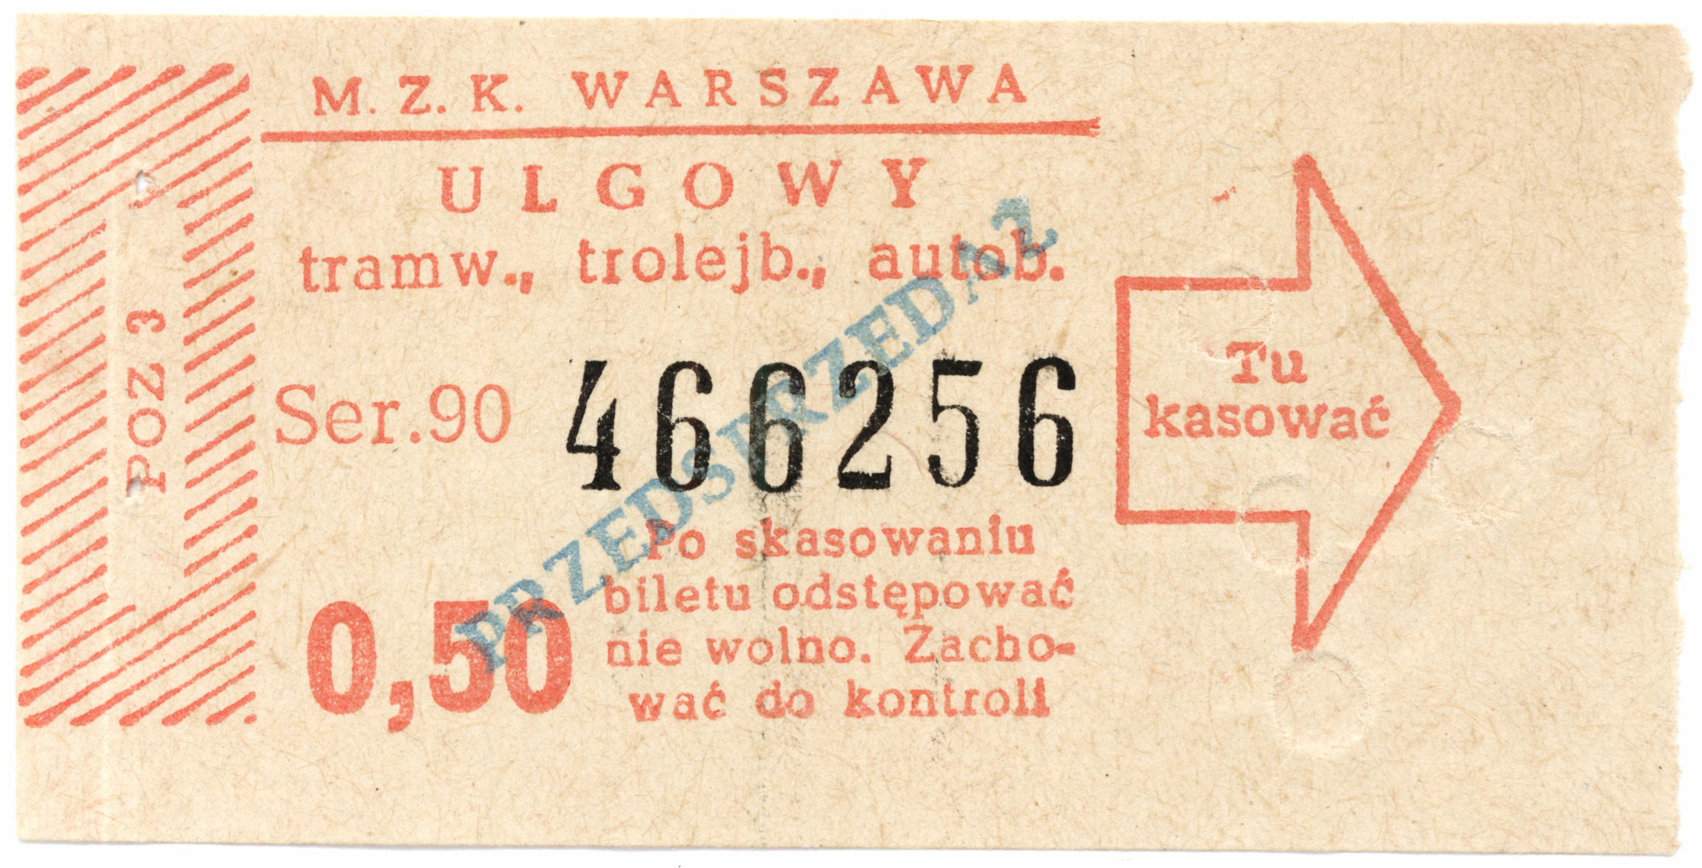 M. Z. K. WARSZAWA
ULGOWY
tramw., trolejb., autob.
POZ 3
Ser.90 466256
PRZEDSPRZEDAŻ
0,50
Po skasowaniu
biletu odstępować
nie wolno. Zacho-
wać do kontroli
Tu
kasować